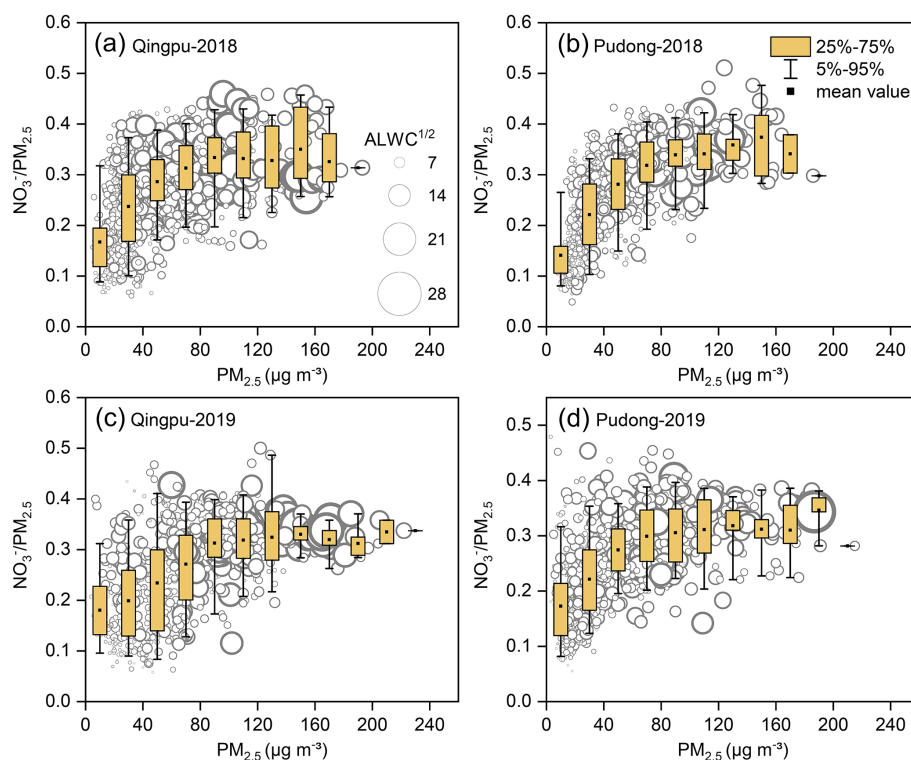 (a) Qingpu-2018
0.6
0.5
0.4
0.3
0.2
0.1
0.0
NO₃⁻/PM₂.₅
ALWC¹ᐟ²
7
14
21
28
0 40 80 120 160 200 240
PM₂.₅ (µg m⁻³)
(b) Pudong-2018
25%-75%
5%-95%
mean value
0.6
0.5
0.4
0.3
0.2
0.1
0.0
NO₃⁻/PM₂.₅
0 40 80 120 160 200 240
PM₂.₅ (µg m⁻³)
(c) Qingpu-2019
0.6
0.5
0.4
0.3
0.2
0.1
0.0
NO₃⁻/PM₂.₅
0 40 80 120 160 200 240
PM₂.₅ (µg m⁻³)
(d) Pudong-2019
0.5
0.4
0.3
0.2
0.1
0.0
NO₃⁻/PM₂.₅
0 40 80 120 160 200 240
PM₂.₅ (µg m⁻³)